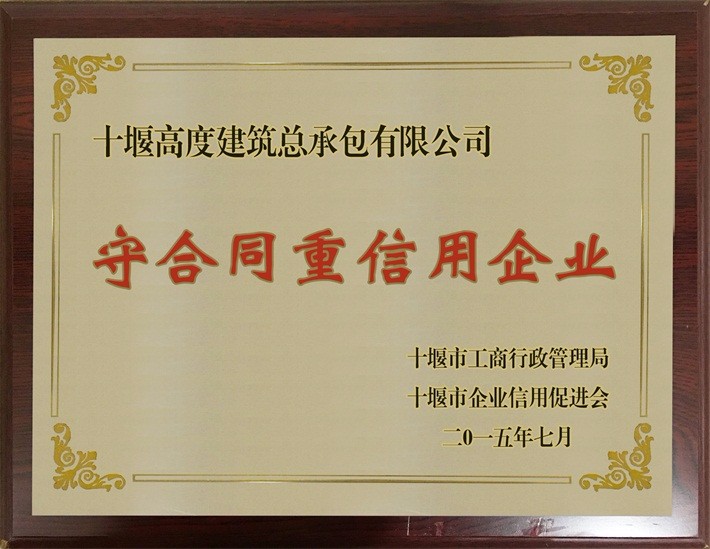 十堰高度建筑总承包有限公司
守合同重信用企业
十堰市工商行政管理局
十堰市企业信用促进会
二0一五年七月